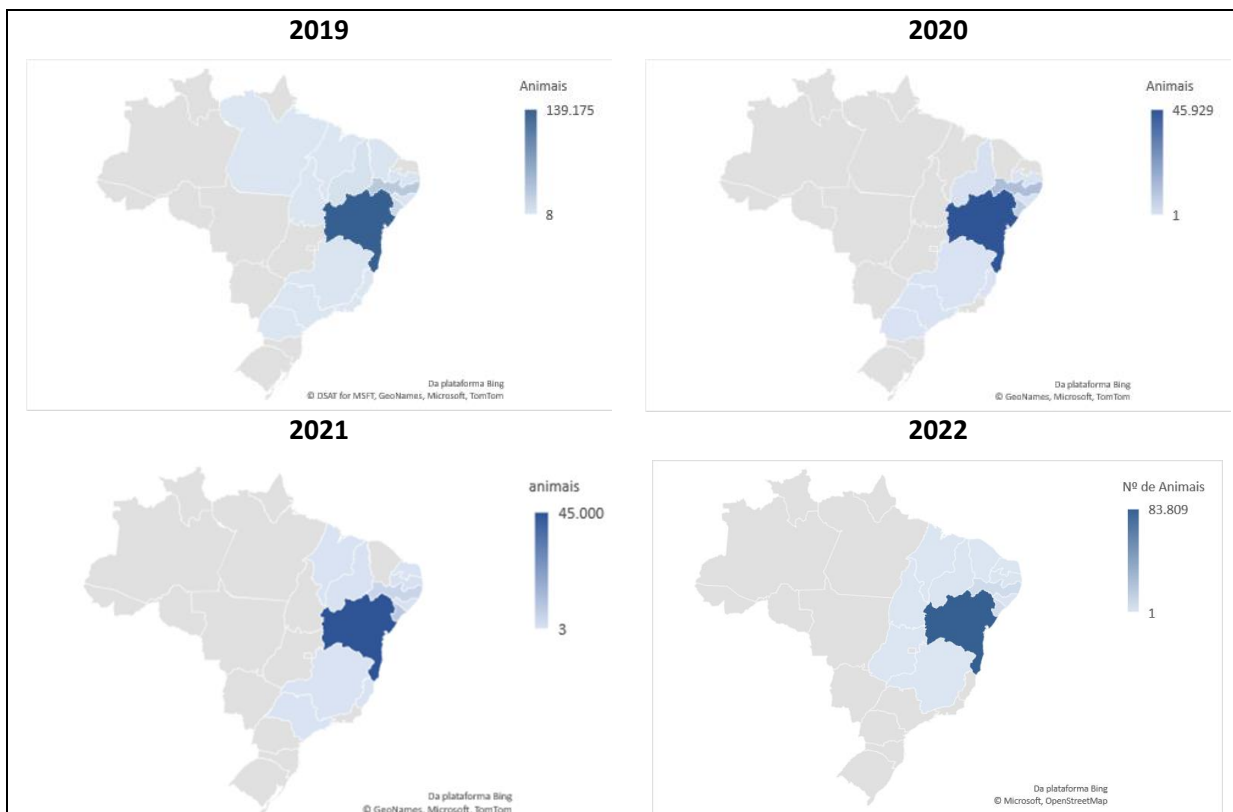 2019
Animais
139.175
8
Da plataforma Bing
© DSAT for MSFT, GeoNames, Microsoft, TomTom
2020
Animais
45.929
1
Da plataforma Bing
© GeoNames, Microsoft, TomTom
2021
animais
45.000
3
Da plataforma Bing
© GeoNames, Microsoft, TomTom
2022
Nº de Animais
83.809
1
Da plataforma Bing
© Microsoft, OpenStreetMap